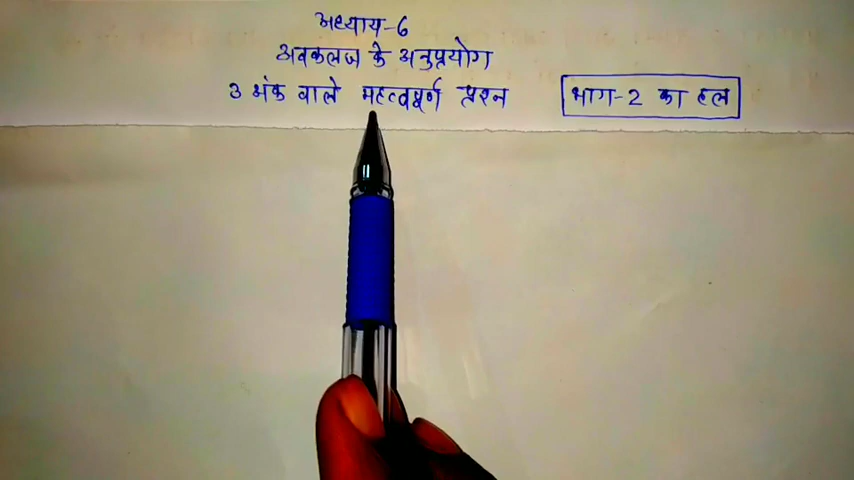 अध्याय-6
अवकलज के अनुप्रयोग
3 अंक वाले महत्वपूर्ण प्रश्न भाग-2 का हल